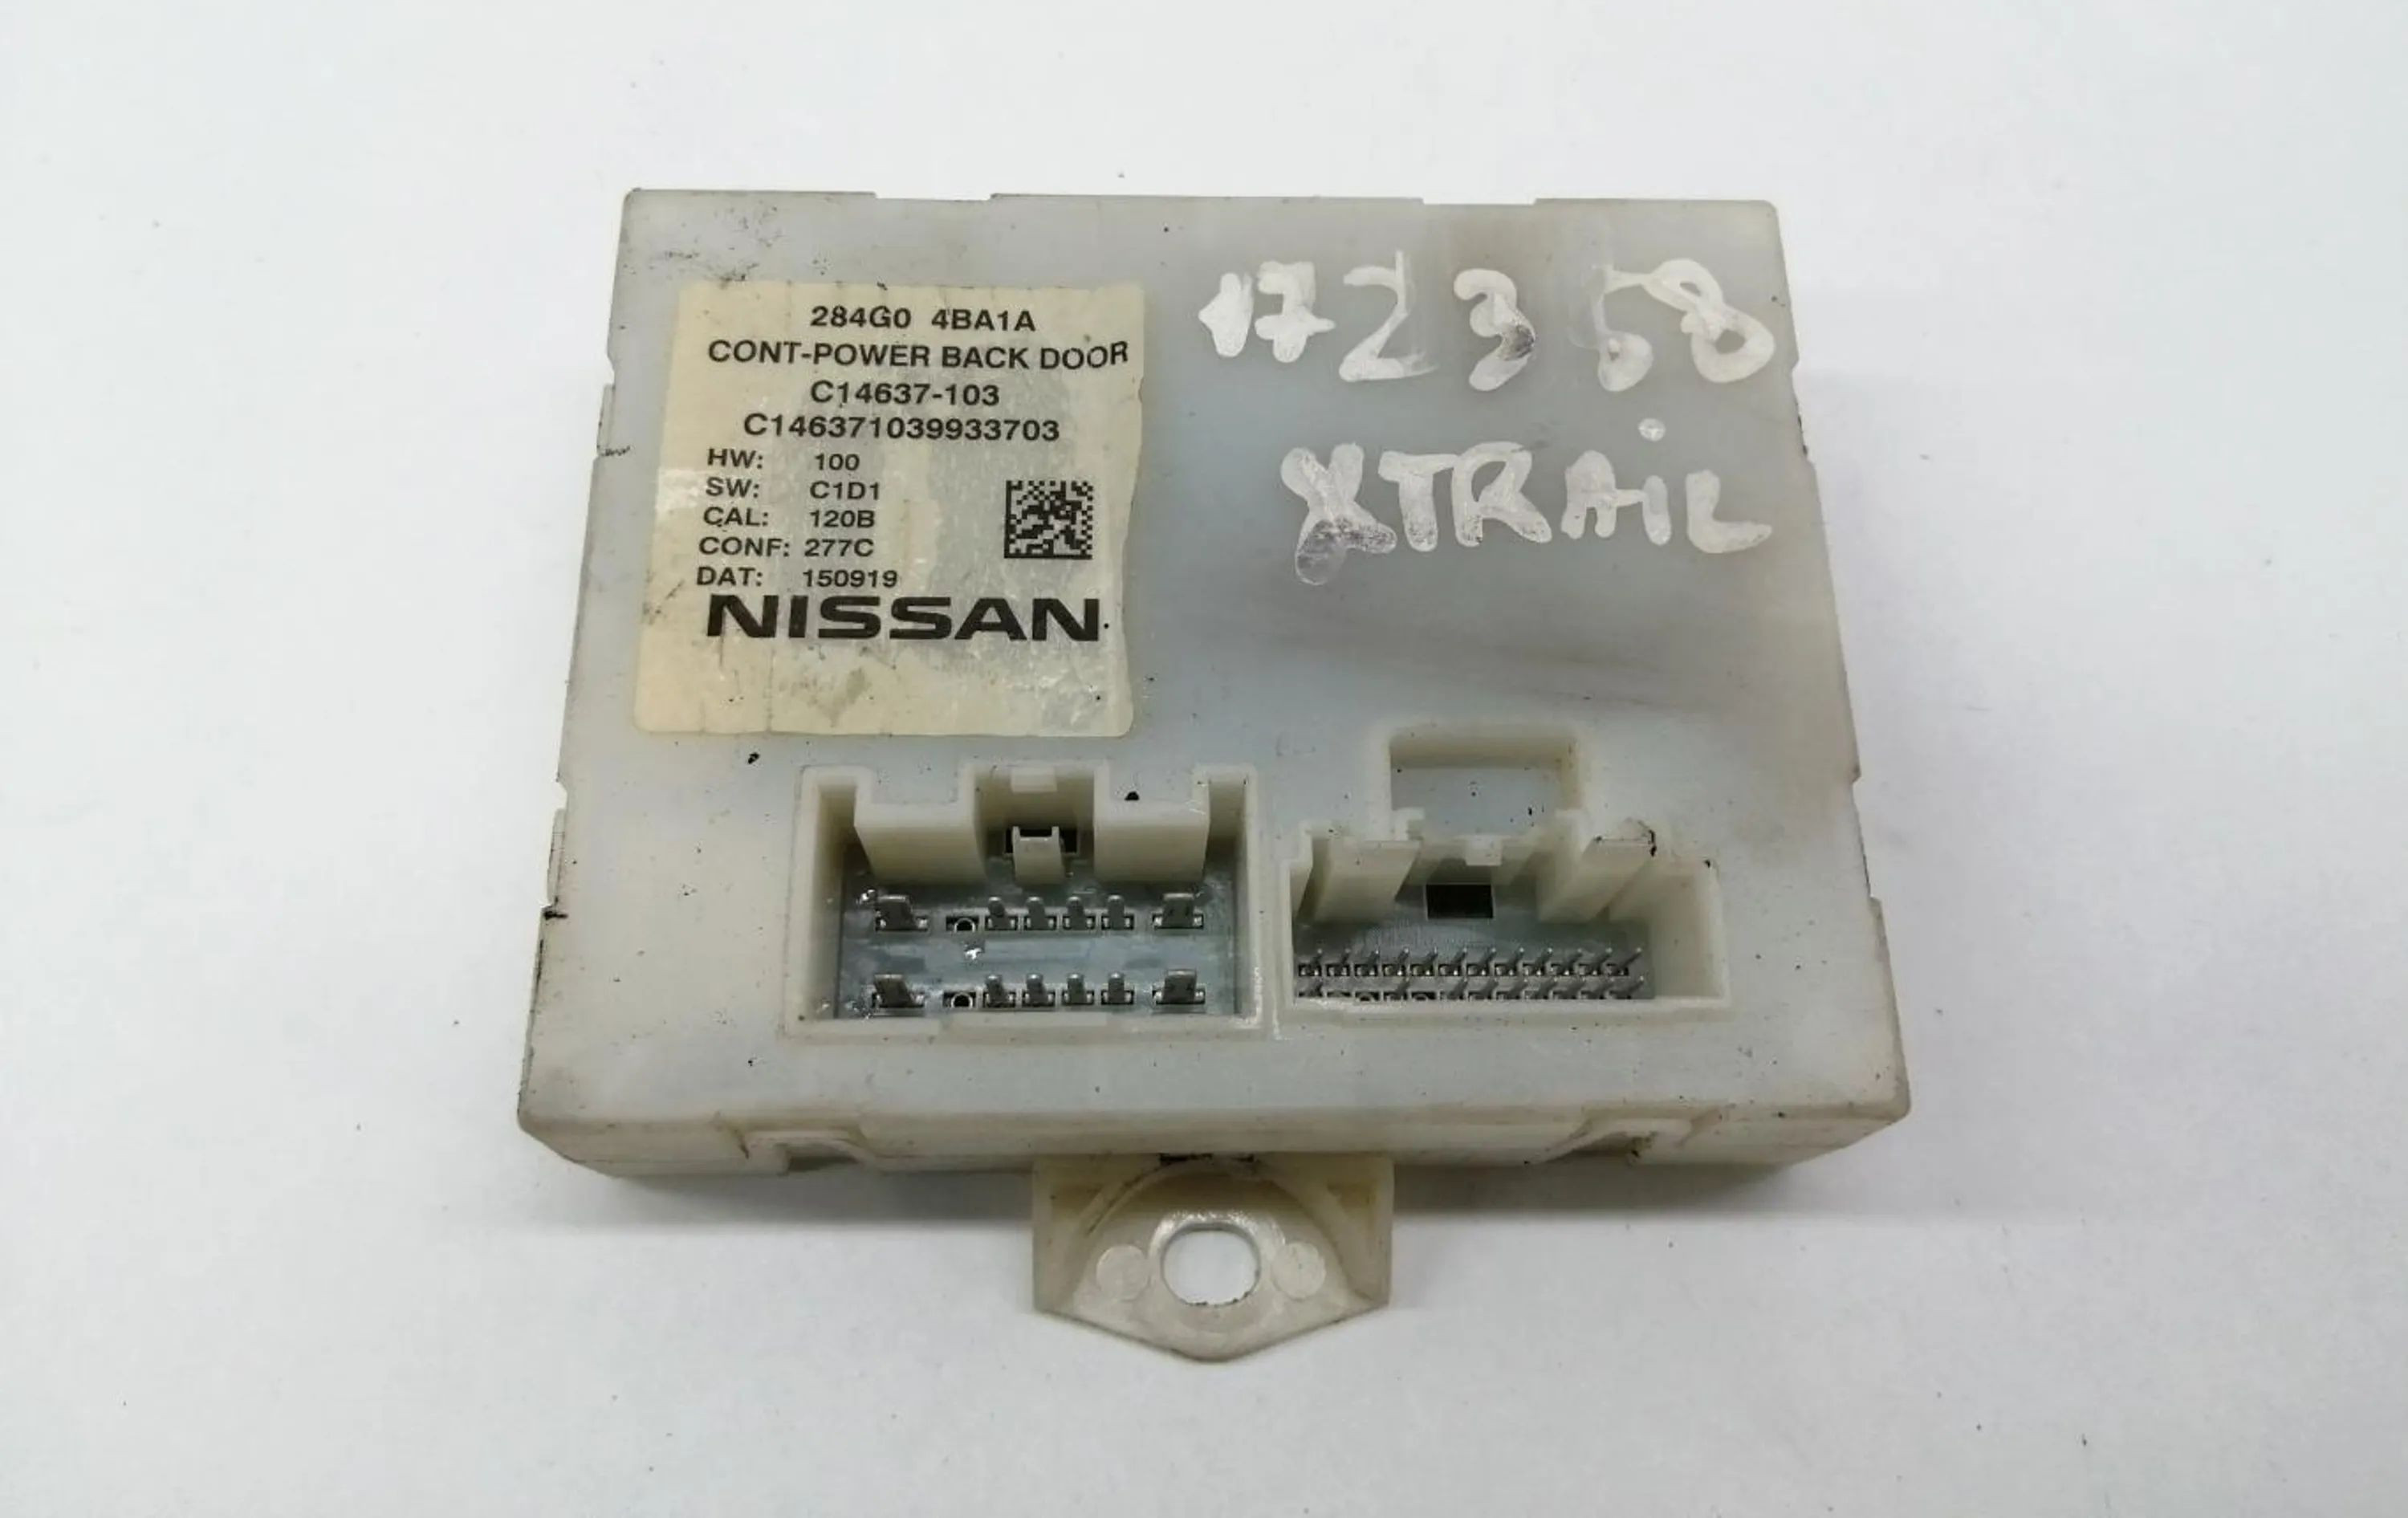 284G0 4BA1A
CONT-POWER BACK DOOR
C14637-103
C146371039933703
HW: 100
SW: C1D1
CAL: 120B
CONF: 277C
DAT: 150919
NISSAN
172358
XTRAiL